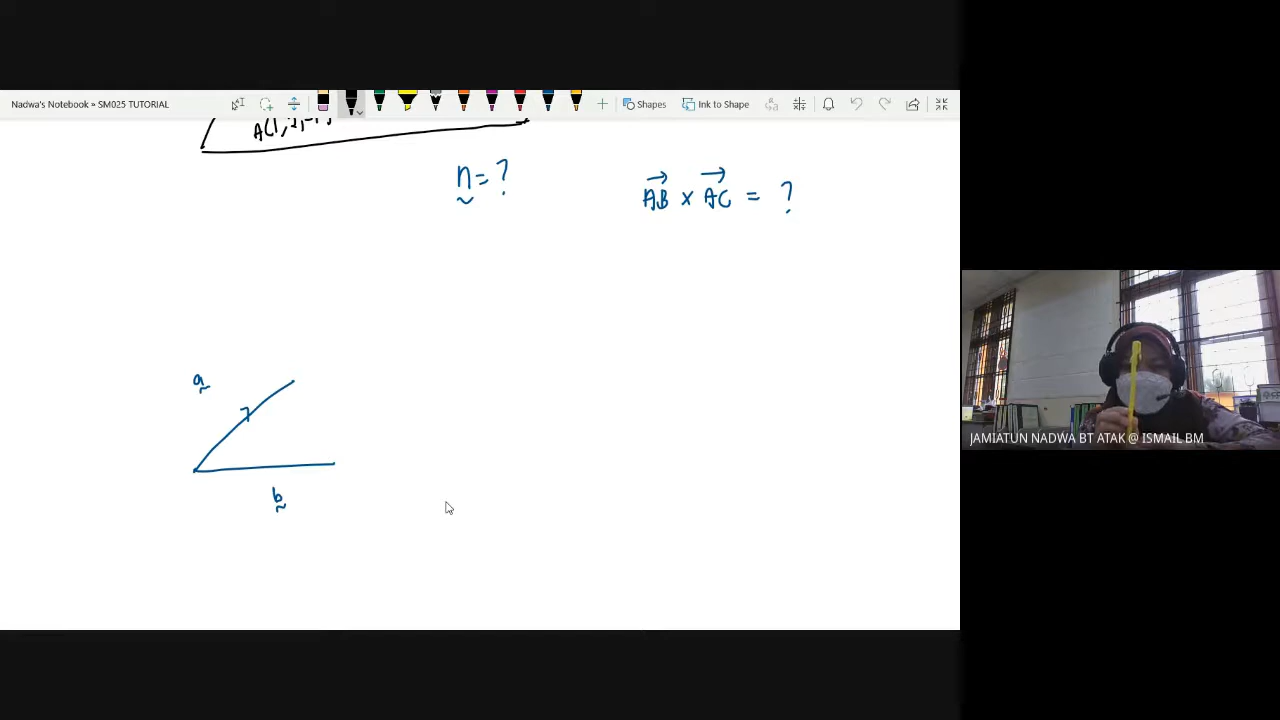 Nadwa's Notebook » SM025 TUTORIAL
Shapes
Ink to Shape
n = ?
AB × AC = ?
a
b
JAMIATUN NADWA BT ATAK @ ISMAIL BM